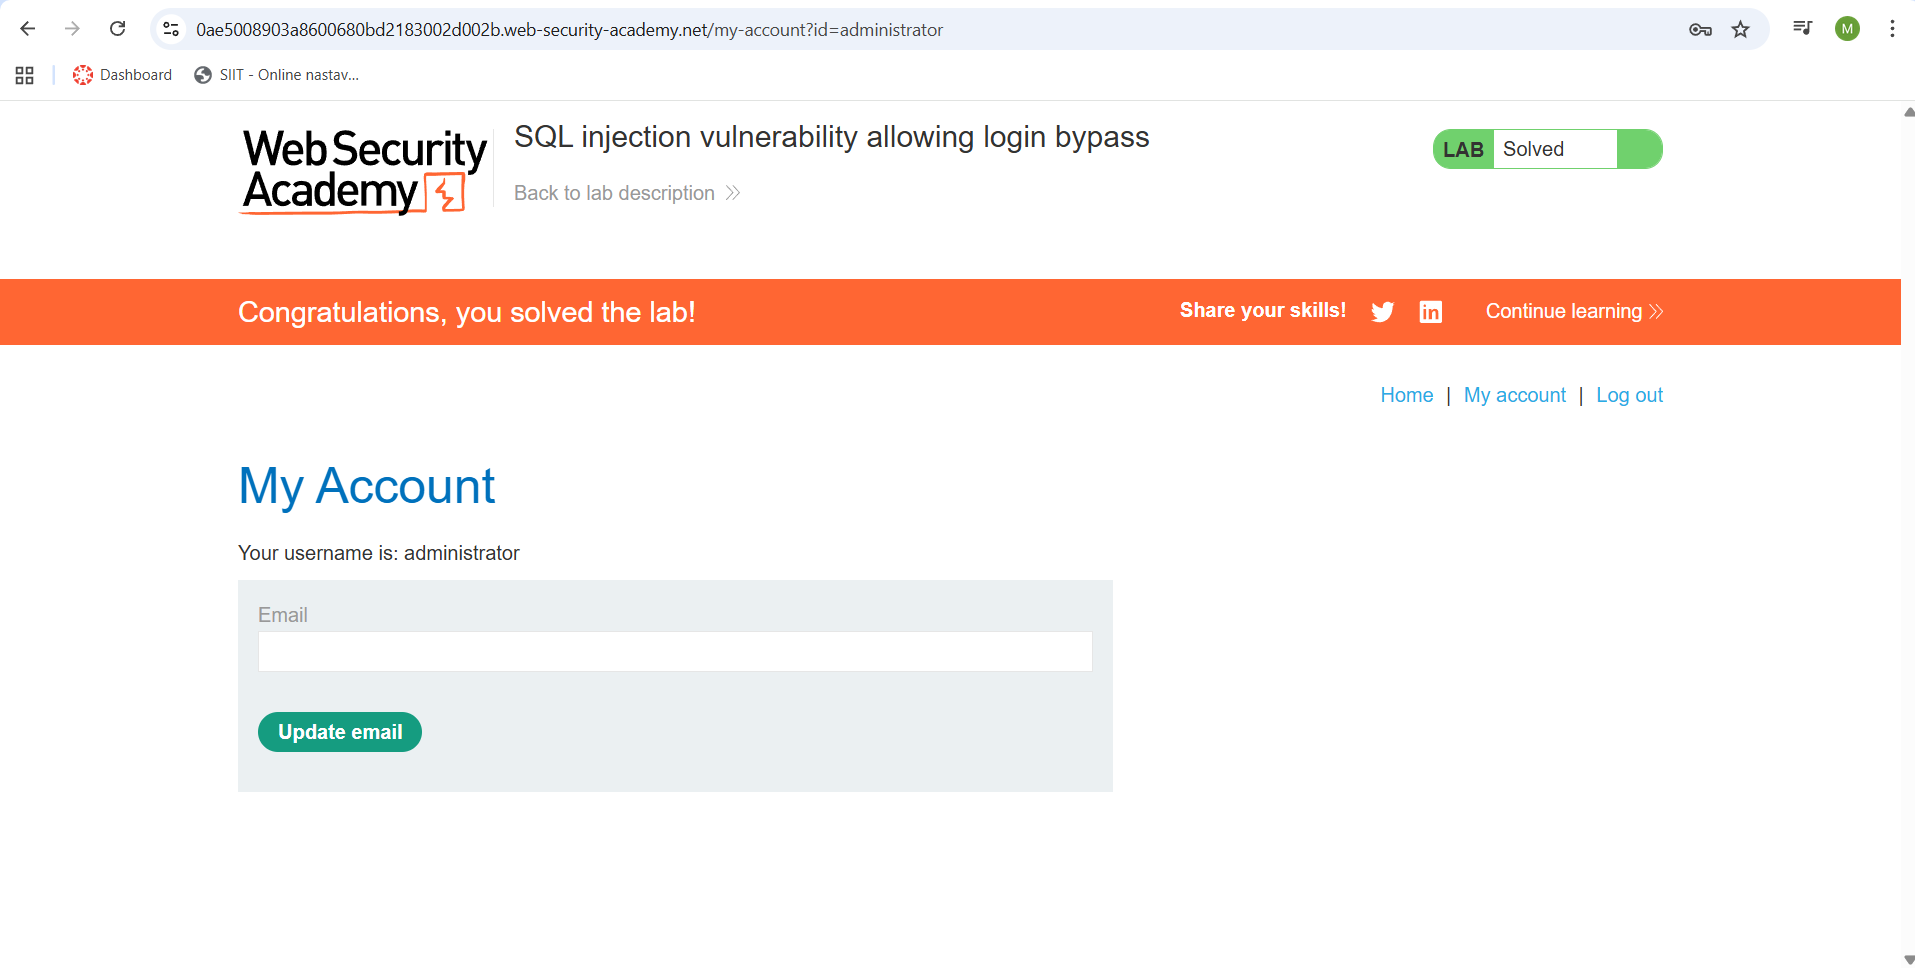 0ae5008903a8600680bd2183002d002b.web-security-academy.net/my-account?id=administrator
M
Dashboard
SIIT - Online nastav...
Web Security
Academy
SQL injection vulnerability allowing login bypass
Back to lab description
LAB Solved
Congratulations, you solved the lab!
Share your skills!
in
Continue learning
Home | My account | Log out
My Account
Your username is: administrator
Email
Update email